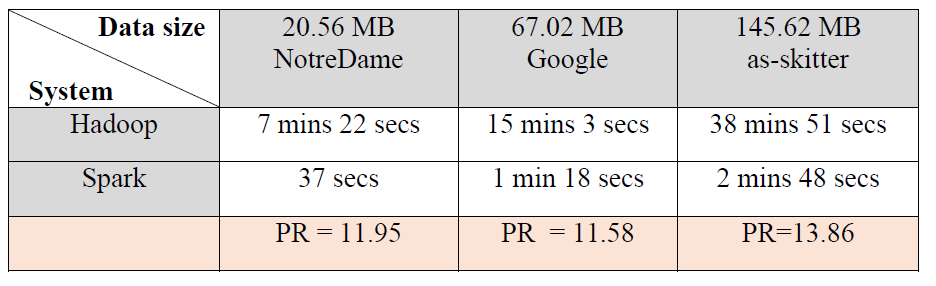 Data size
System
20.56 MB
NotreDame
67.02 MB
Google
145.62 MB
as-skitter
Hadoop
7 mins 22 secs
15 mins 3 secs
38 mins 51 secs
Spark
37 secs
1 min 18 secs
2 mins 48 secs
PR = 11.95
PR = 11.58
PR=13.86